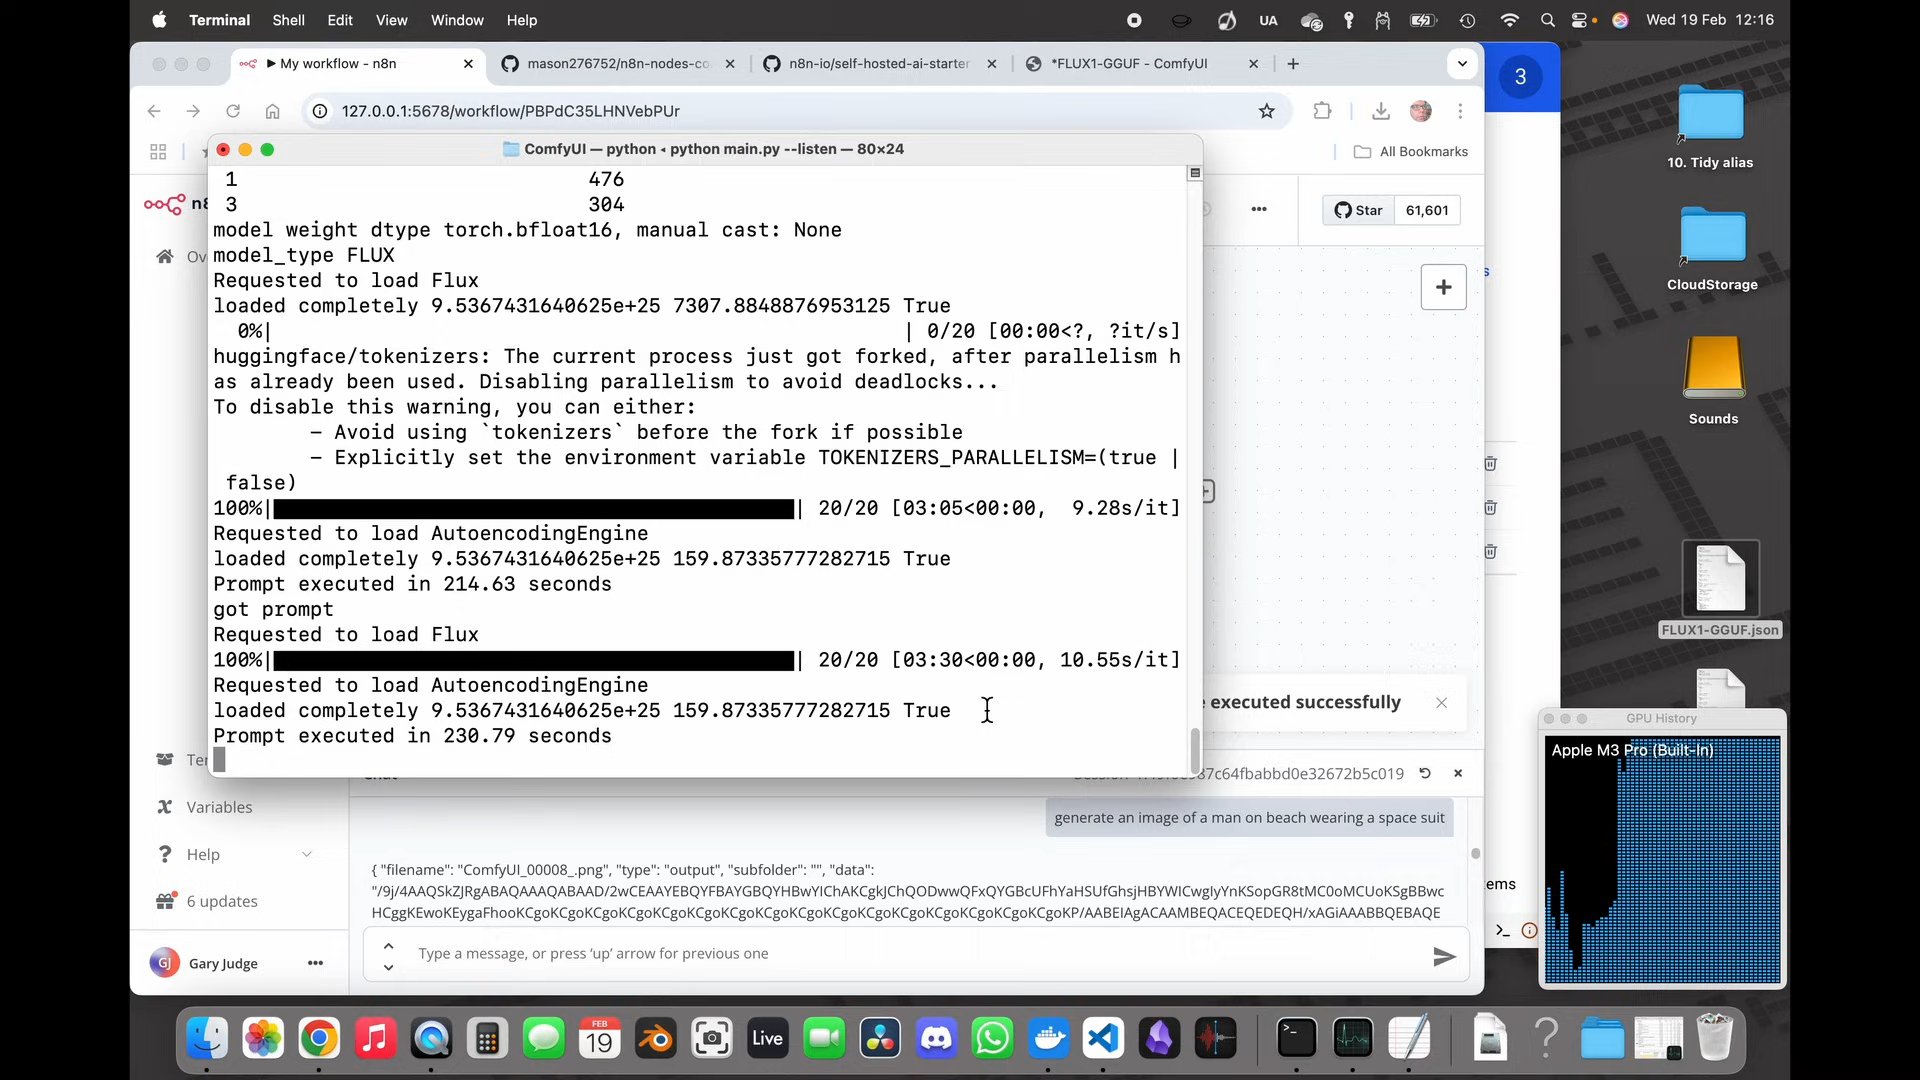 Terminal Shell Edit View Window Help
UA
Wed 19 Feb 12:16
My workflow - n8n
mason276752/n8n-nodes-co
n8n-io/self-hosted-ai-starter
*FLUX1-GGUF - ComfyUI
3
127.0.0.1:5678/workflow/PBPdC35LHNVebPUr
All Bookmarks
ComfyUI — python ◂ python main.py --listen — 80×24
n8
Star 61,601
1 476
3 304
model weight dtype torch.bfloat16, manual cast: None
model_type FLUX
Requested to load Flux
loaded completely 9.5367431640625e+25 7307.8848876953125 True
0%| | 0/20 [00:00<?, ?it/s]
huggingface/tokenizers: The current process just got forked, after parallelism h
as already been used. Disabling parallelism to avoid deadlocks...
To disable this warning, you can either:
– Avoid using `tokenizers` before the fork if possible
– Explicitly set the environment variable TOKENIZERS_PARALLELISM=(true |
false)
100%| | 20/20 [03:05<00:00, 9.28s/it]
Requested to load AutoencodingEngine
loaded completely 9.5367431640625e+25 159.87335777282715 True
Prompt executed in 214.63 seconds
got prompt
Requested to load Flux
100%| | 20/20 [03:30<00:00, 10.55s/it]
Requested to load AutoencodingEngine
loaded completely 9.5367431640625e+25 159.87335777282715 True
Prompt executed in 230.79 seconds
executed successfully
generate an image of a man on beach wearing a space suit
{ "filename": "ComfyUI_00008_.png", "type": "output", "subfolder": "", "data":
Type a message, or press ‘up’ arrow for previous one
Ov
Te
Variables
Help
6 updates
GJ Gary Judge
ems
10. Tidy alias
CloudStorage
Sounds
FLUX1-GGUF.json
GPU History
Apple M3 Pro (Built-In)
FEB
19
Live